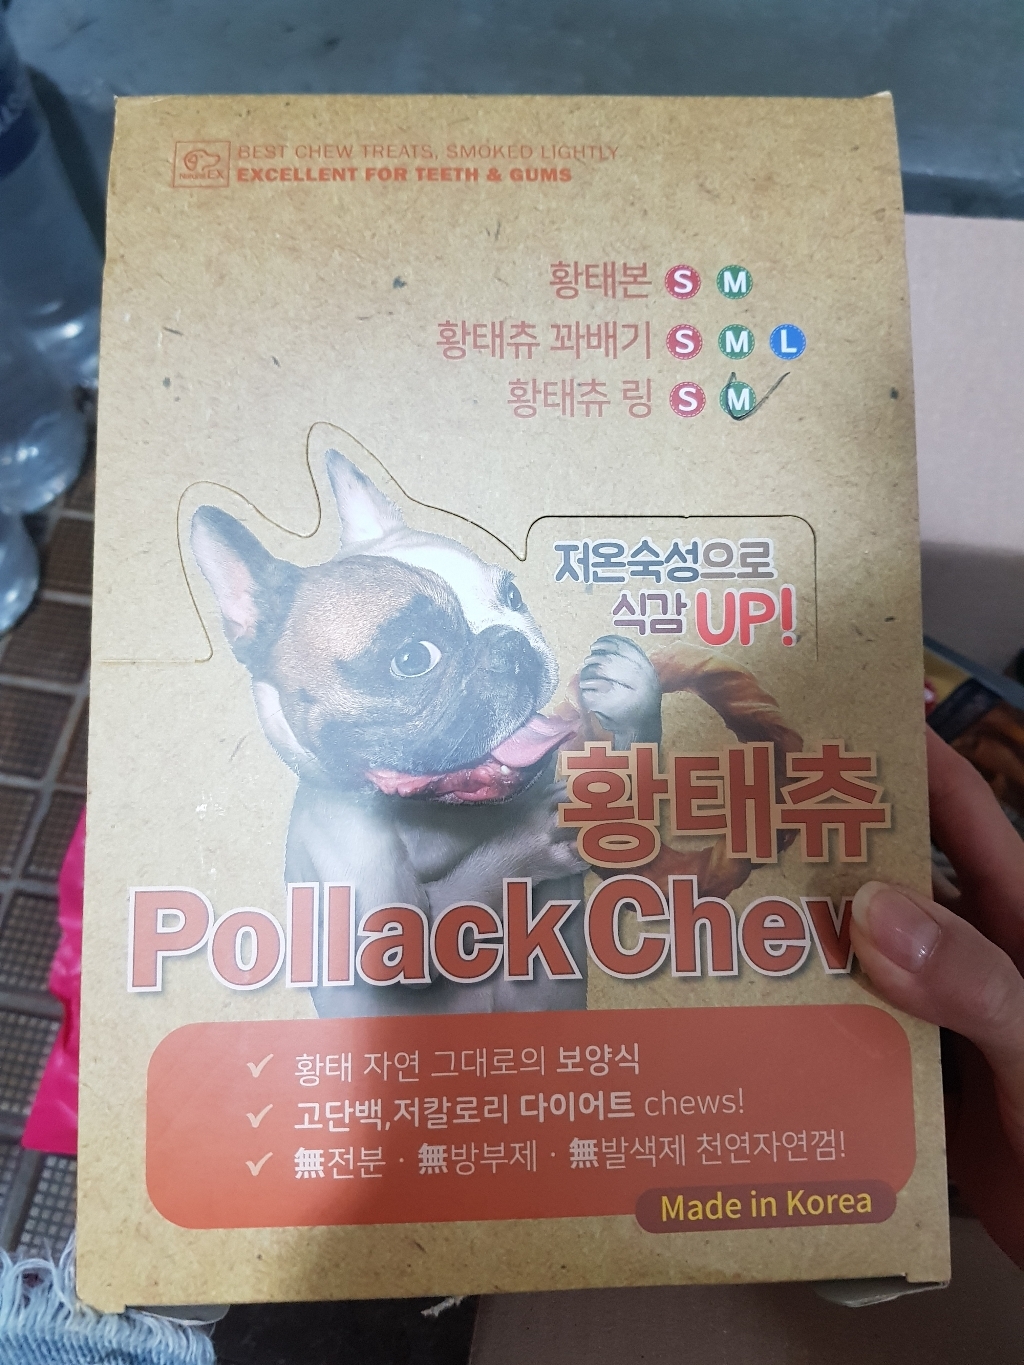 BEST CHEW TREATS, SMOKED LIGHTLY
EXCELLENT FOR TEETH & GUMS
황태본 S M
황태츄 꽈배기 S M L
황태츄 링 S M
저온숙성으로
식감 UP!
황태츄
Pollack Chew
황태 자연 그대로의 보양식
고단백,저칼로리 다이어트 chews!
無전분 · 無방부제 · 無발색제 천연자연껌!
Made in Korea